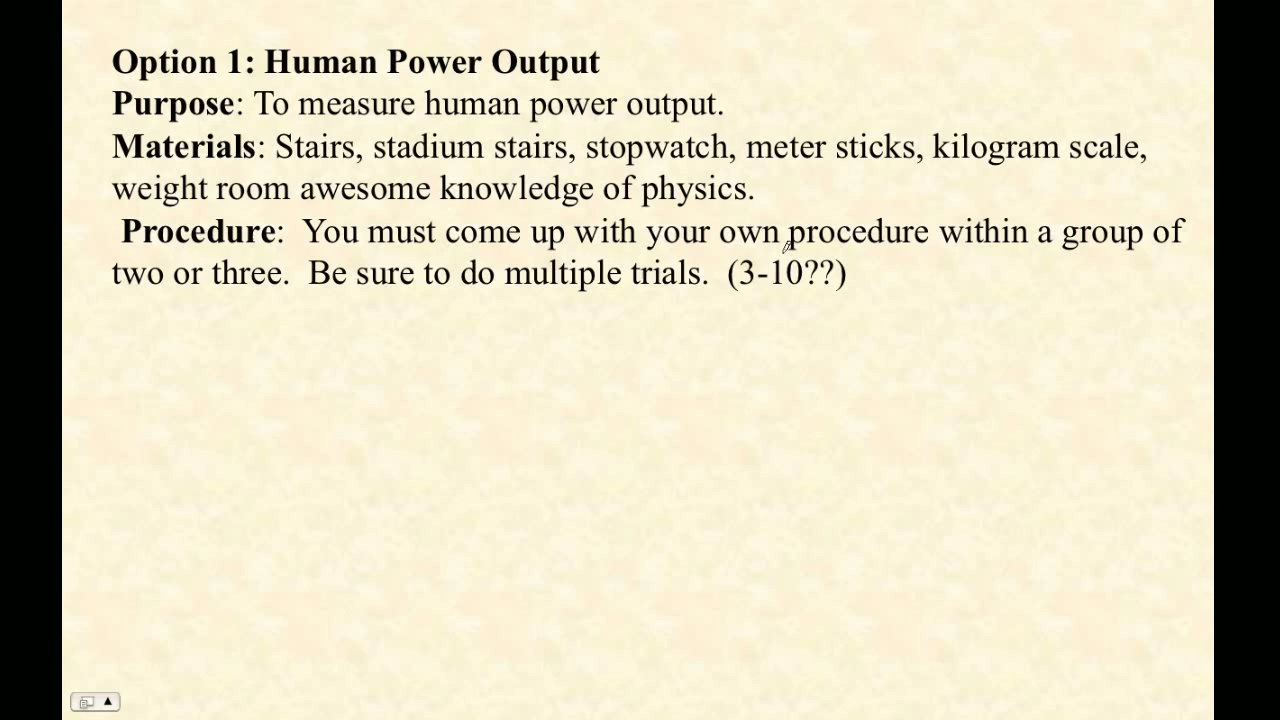 Option 1: Human Power Output
Purpose: To measure human power output.
Materials: Stairs, stadium stairs, stopwatch, meter sticks, kilogram scale,
weight room awesome knowledge of physics.
Procedure:  You must come up with your own procedure within a group of
two or three.  Be sure to do multiple trials.  (3-10??)